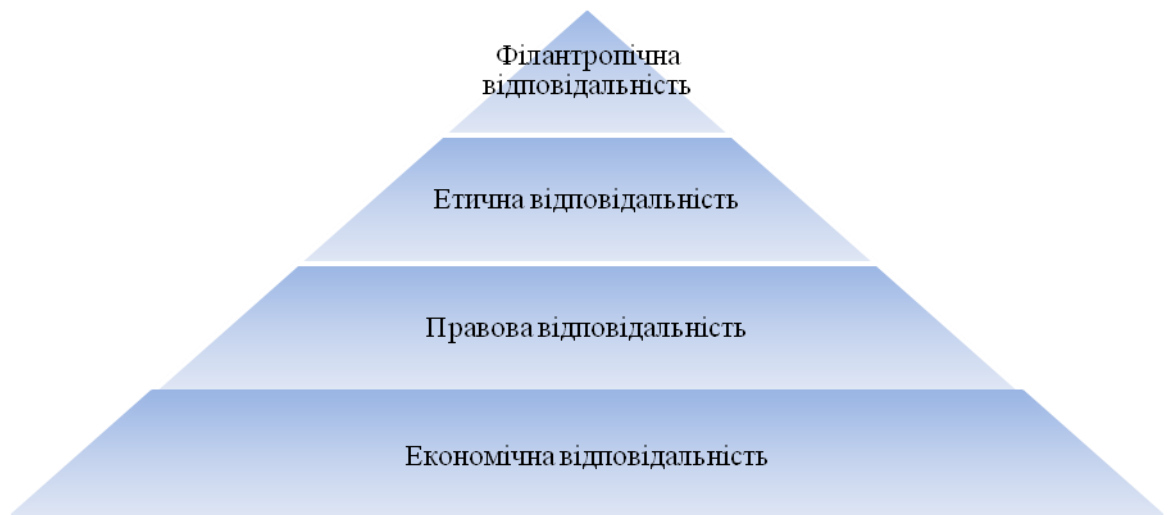 Філантропічна
відповідальність
Етична відповідальність
Правова відповідальність
Економічна відповідальність